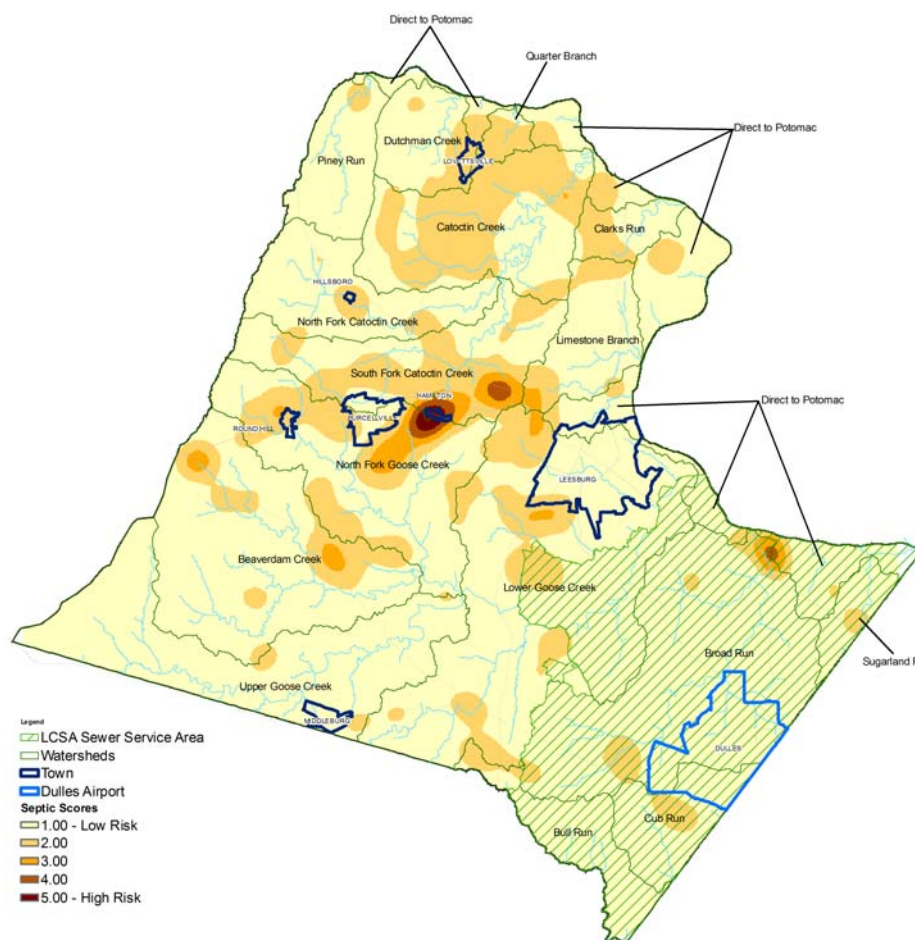 Direct to Potomac
Quarter Branch
Direct to Potomac
Dutchman Creek
LOVETTSVILLE
Piney Run
Catoctin Creek
Clarks Run
HILLSBORO
North Fork Catoctin Creek
Limestone Branch
South Fork Catoctin Creek
HAMILTON
Direct to Potomac
PURCELLVILLE
ROUND HILL
North Fork Goose Creek
LEESBURG
Beaverdam Creek
Lower Goose Creek
Broad Run
Sugarland R
Upper Goose Creek
MIDDLEBURG
DULLES
Legend
LCSA Sewer Service Area
Watersheds
Town
Dulles Airport
Septic Scores
1.00 - Low Risk
2.00
3.00
4.00
5.00 - High Risk
Cub Run
Bull Run